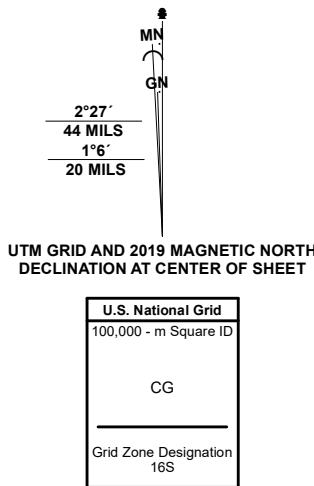 MN
GN
2°27´
44 MILS
1°6´
20 MILS
UTM GRID AND 2019 MAGNETIC NORTH
DECLINATION AT CENTER OF SHEET
U.S. National Grid
100,000 - m Square ID
CG
Grid Zone Designation
16S